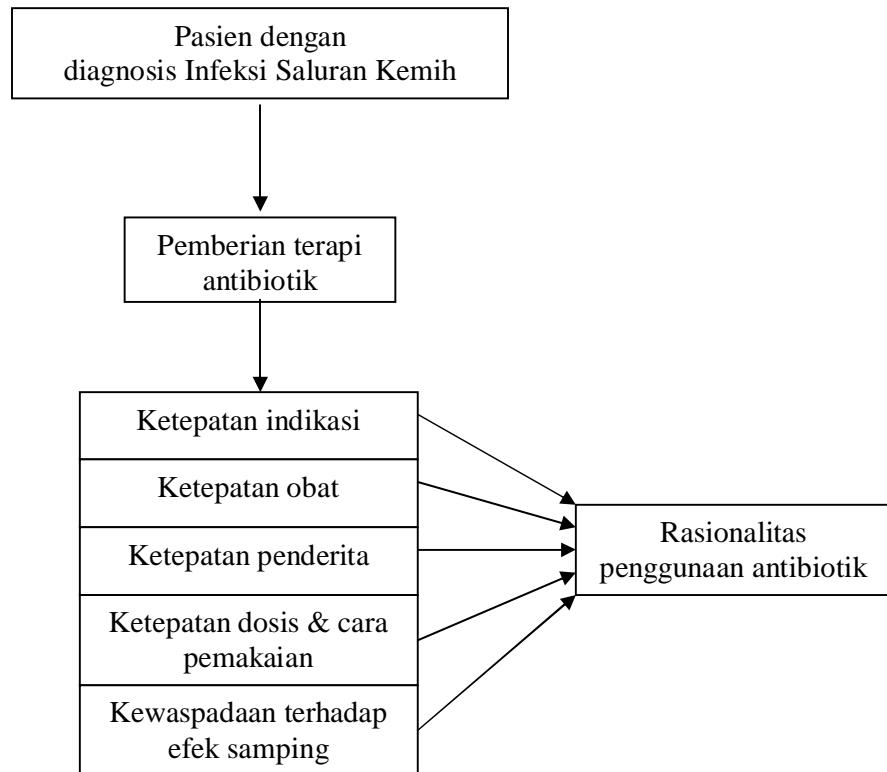 Pasien dengan
diagnosis Infeksi Saluran Kemih
Pemberian terapi
antibiotik
Ketepatan indikasi
Ketepatan obat
Ketepatan penderita
Ketepatan dosis & cara
pemakaian
Kewaspadaan terhadap
efek samping
Rasionalitas
penggunaan antibiotik